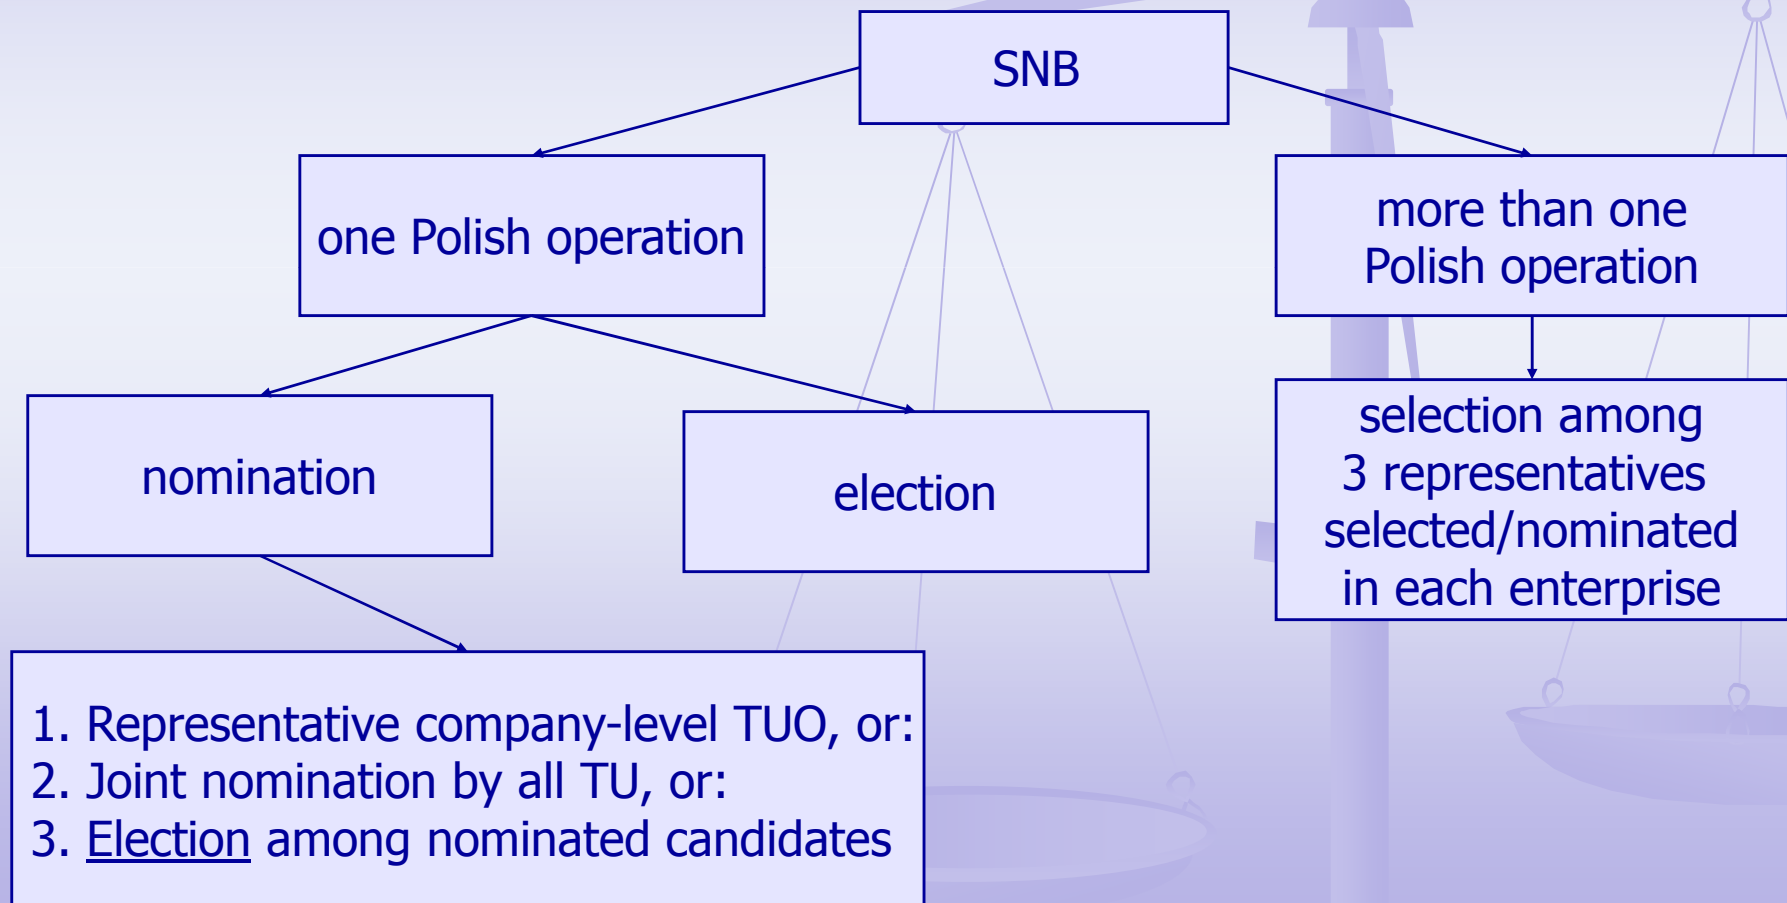 SNB
one Polish operation
more than one
Polish operation
nomination
election
selection among
3 representatives
selected/nominated
in each enterprise
1. Representative company-level TUO, or:
2. Joint nomination by all TU, or:
3. Election among nominated candidates